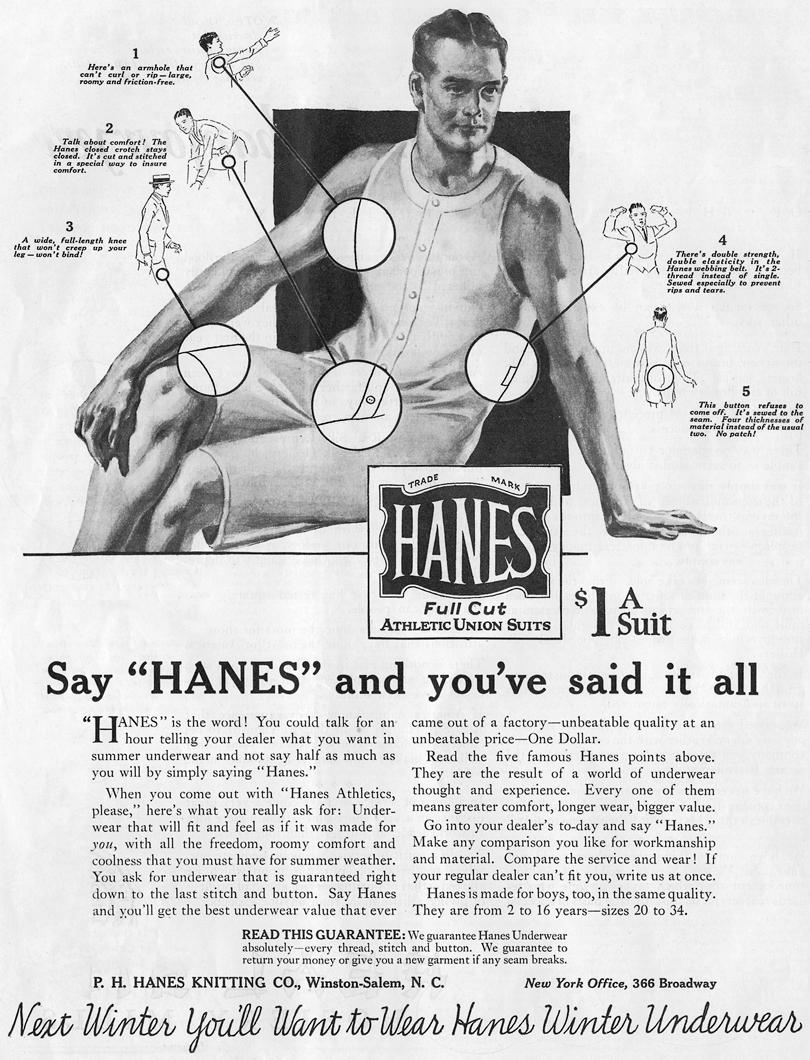 1
Here's an armhole that
can't curl or rip—large,
roomy and friction-free.
2
Talk about comfort! The
Hanes closed crotch stays
closed. It's cut and stitched
in a special way to insure
comfort.
3
A wide, full-length knee
that won't creep up your
leg—won't bind!
4
There's double strength,
double elasticity in the
Hanes webbing belt. It's 2-
thread instead of single.
Sewed especially to prevent
rips and tears.
5
This button refuses to
come off. It's sewed to the
seam. Four thicknesses of
material instead of the usual
two. No patch!
TRADE MARK
HANES
Full Cut
ATHLETIC UNION SUITS
$1 A Suit
Say "HANES" and you've said it all
"HANES" is the word! You could talk for an
hour telling your dealer what you want in
summer underwear and not say half as much as
you will by simply saying "Hanes."
When you come out with "Hanes Athletics,
please," here's what you really ask for: Under-
wear that will fit and feel as if it was made for
you, with all the freedom, roomy comfort and
coolness that you must have for summer weather.
You ask for underwear that is guaranteed right
down to the last stitch and button. Say Hanes
and you'll get the best underwear value that ever
came out of a factory—unbeatable quality at an
unbeatable price—One Dollar.
Read the five famous Hanes points above.
They are the result of a world of underwear
thought and experience. Every one of them
means greater comfort, longer wear, bigger value.
Go into your dealer's to-day and say "Hanes."
Make any comparison you like for workmanship
and material. Compare the service and wear! If
your regular dealer can't fit you, write us at once.
Hanes is made for boys, too, in the same quality.
They are from 2 to 16 years—sizes 20 to 34.
READ THIS GUARANTEE: We guarantee Hanes Underwear
absolutely—every thread, stitch and button. We guarantee to
return your money or give you a new garment if any seam breaks.
P. H. HANES KNITTING CO., Winston-Salem, N. C.
New York Office, 366 Broadway
Next Winter You'll Want to Wear Hanes Winter Underwear